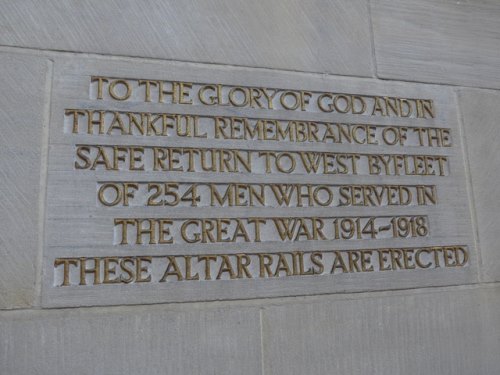 TO THE GLORY OF GOD AND IN
THANKFUL REMEMBRANCE OF THE
SAFE RETURN TO WEST BYFLEET
OF 254 MEN WHO SERVED IN
THE GREAT WAR 1914~1918
THESE ALTAR RAILS ARE ERECTED